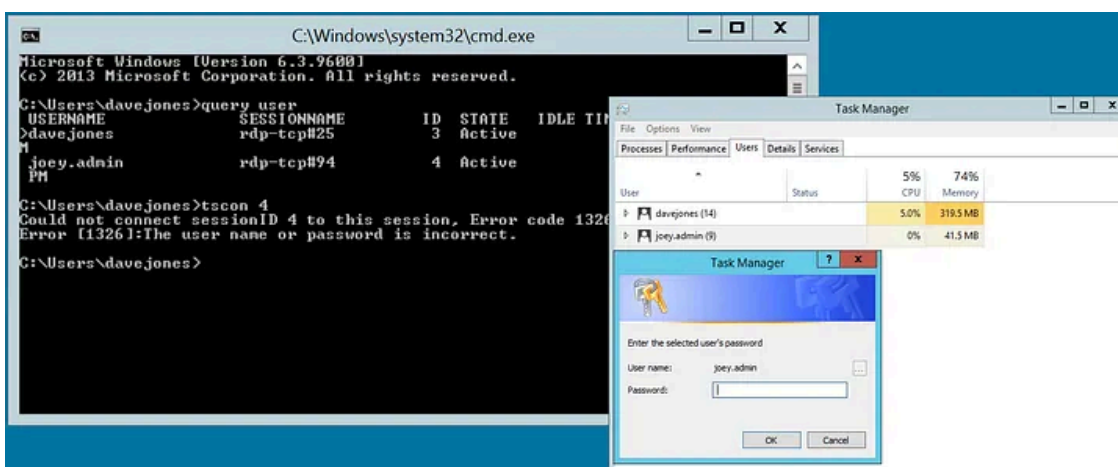 C:\Windows\system32\cmd.exe
Microsoft Windows [Version 6.3.9600]
(c) 2013 Microsoft Corporation. All rights reserved.
C:\Users\davejones>query user
USERNAME SESSIONNAME ID STATE IDLE TIM
>davejones rdp-tcp#25 3 Active
M
joey.admin rdp-tcp#94 4 Active
PM
C:\Users\davejones>tscon 4
Could not connect sessionID 4 to this session, Error code 1326
Error [1326]:The user name or password is incorrect.
C:\Users\davejones>
Task Manager
File Options View
Processes Performance Users Details Services
5% 74%
User Status CPU Memory
davejones (14) 5.0% 319.5 MB
joey.admin (9) 0% 41.5 MB
Task Manager
Enter the selected user's password
User name: joey.admin
...
Password:
OK Cancel